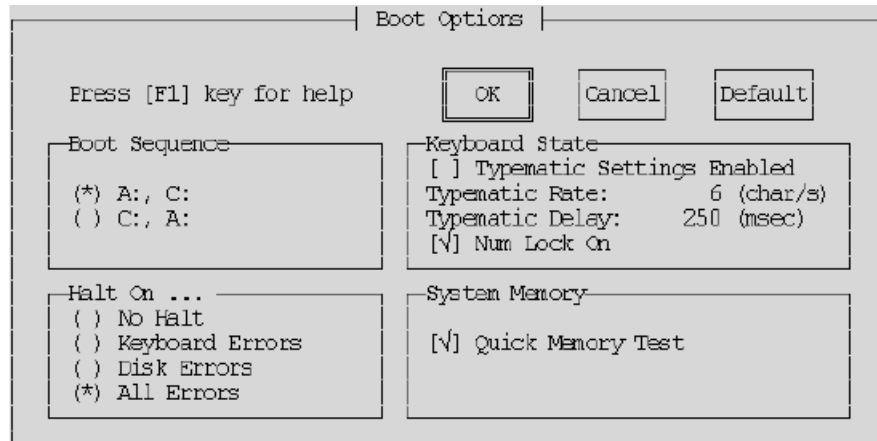 Boot Options
Press [F1] key for help OK Cancel Default
Boot Sequence
(*) A:, C:
( ) C:, A:
Keyboard State
[ ] Typematic Settings Enabled
Typematic Rate: 6 (char/s)
Typematic Delay: 250 (msec)
[√] Num Lock On
Halt On ...
( ) No Halt
( ) Keyboard Errors
( ) Disk Errors
(*) All Errors
System Memory
[√] Quick Memory Test